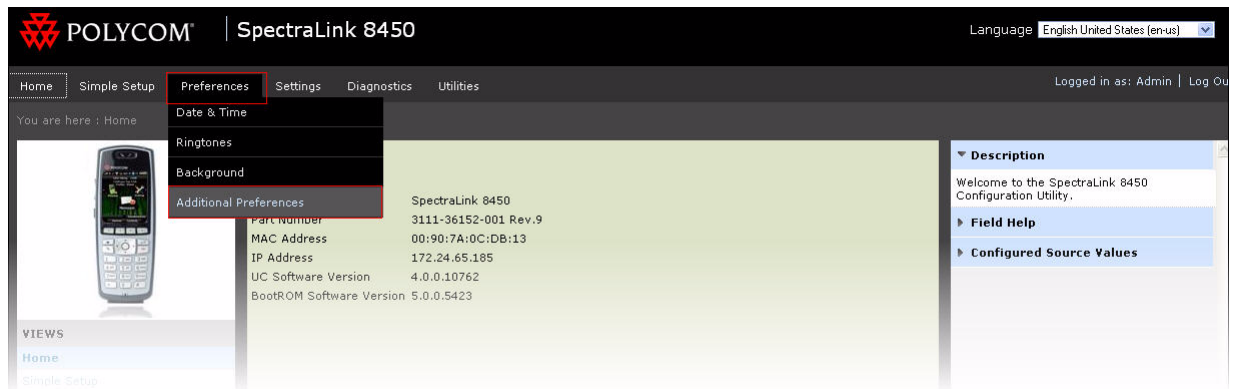 POLYCOM® SpectraLink 8450
Language English United States (en-us)
Home Simple Setup Preferences Settings Diagnostics Utilities
Logged in as: Admin | Log Ou
You are here : Home
Date & Time
Ringtones
Background
Additional Preferences
SpectraLink 8450
Part Number 3111-36152-001 Rev.9
MAC Address 00:90:7A:0C:DB:13
IP Address 172.24.65.185
UC Software Version 4.0.0.10762
BootROM Software Version 5.0.0.5423
VIEWS
Home
Simple Setup
Description
Welcome to the SpectraLink 8450
Configuration Utility.
Field Help
Configured Source Values